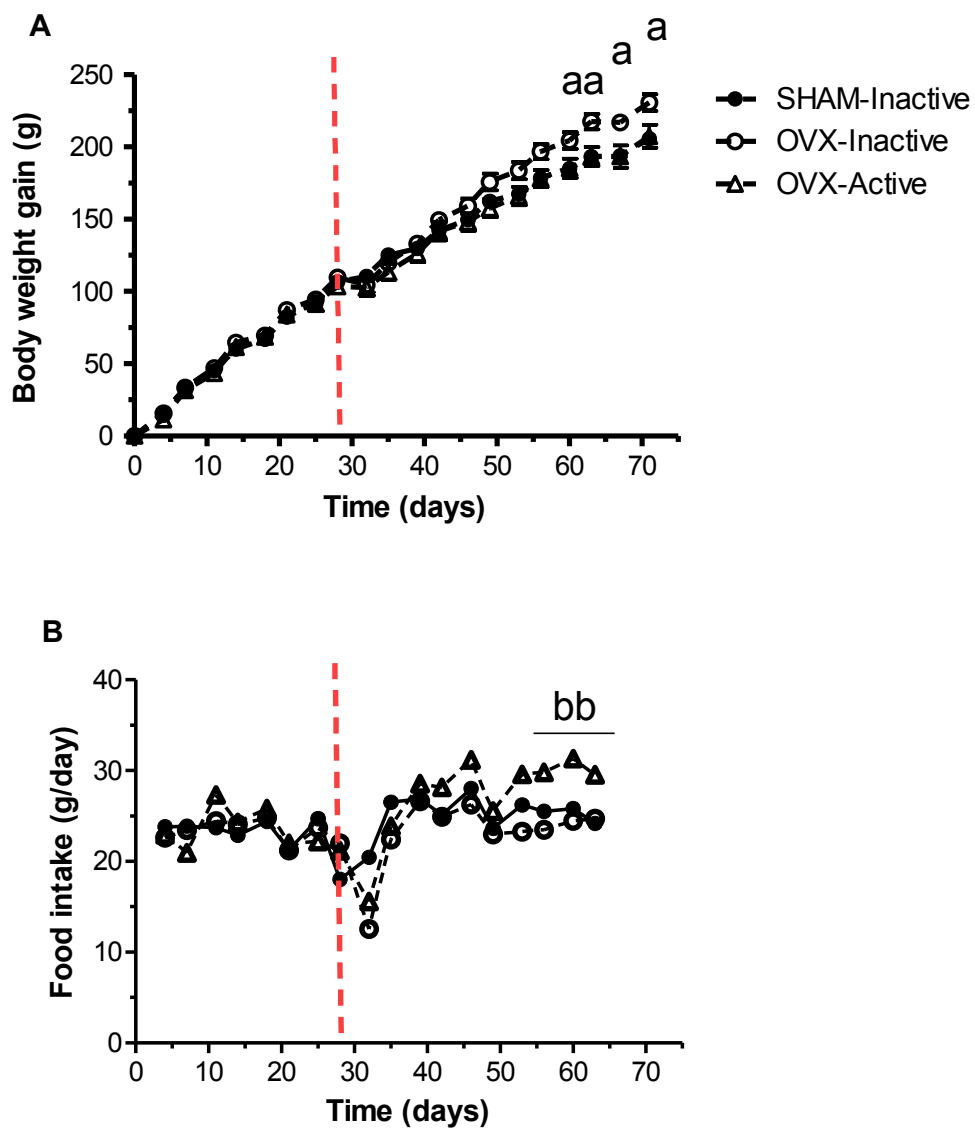 A
a
a
aa
250
200
150
100
50
0
Body weight gain (g)
0 10 20 30 40 50 60 70
Time (days)
SHAM-Inactive
OVX-Inactive
OVX-Active
B
bb
40
30
20
10
0
Food intake (g/day)
0 10 20 30 40 50 60 70
Time (days)